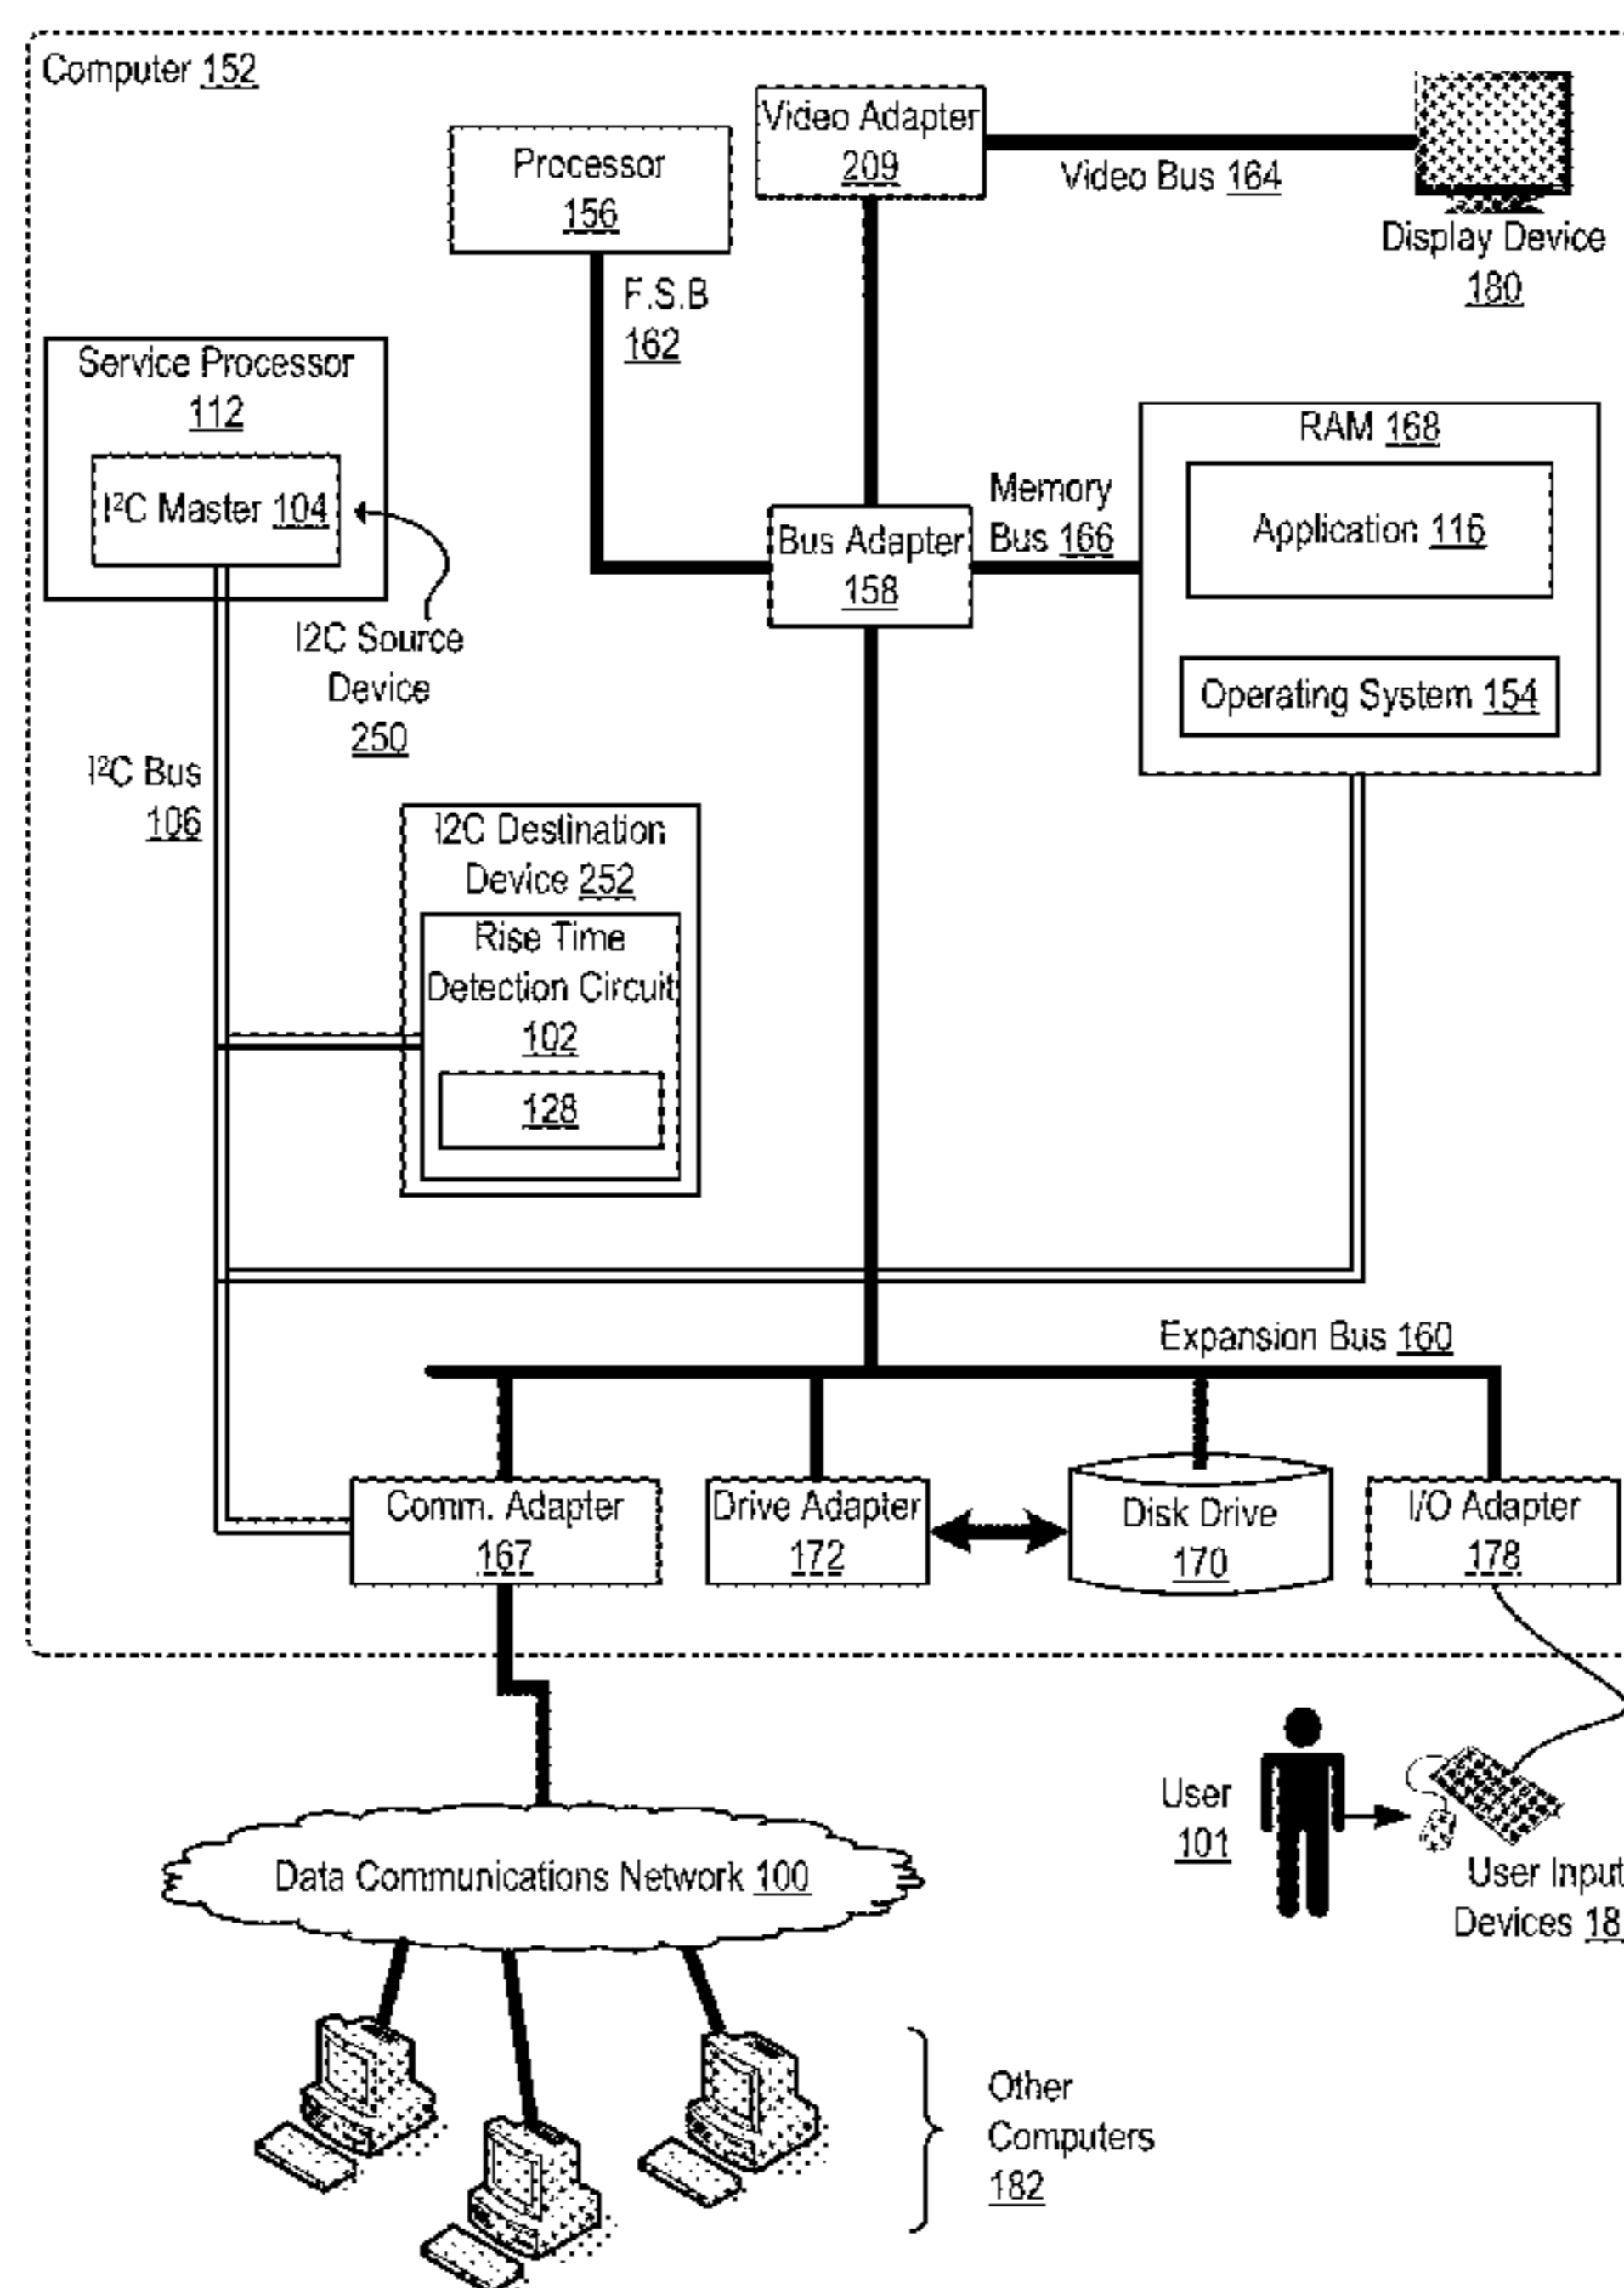 Computer 152
Video Adapter
209
Processor
156
Video Bus 164
Display Device
180
F.S.B
162
Service Processor
112
I²C Master 104
RAM 168
Application 116
Operating System 154
Memory
Bus 166
Bus Adapter
158
I2C Source
Device
250
I²C Bus
106
I2C Destination
Device 252
Rise Time
Detection Circuit
102
128
Expansion Bus 160
Comm. Adapter
167
Drive Adapter
172
Disk Drive
170
I/O Adapter
178
User
101
User Input
Devices 18
Data Communications Network 100
Other
Computers
182